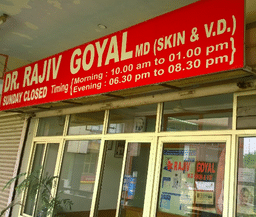 DR. RAJIV GOYAL MD (SKIN & V.D.)
SUNDAY CLOSED Timing { Morning : 10.00 am to 01.00 pm }
{ Evening : 06.30 pm to 08.30 pm }
RAJIV GOYAL